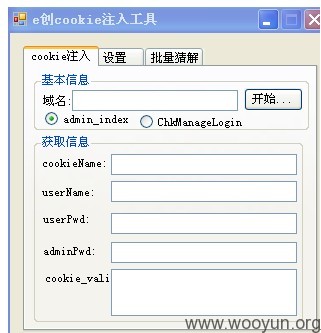 e创cookie注入工具
cookie注入 设置 批量猜解
基本信息
域名: 开始...
admin_index ChkManageLogin
获取信息
cookieName:
userName:
userPwd:
adminPwd:
cookie_vali
www.wooyun.org